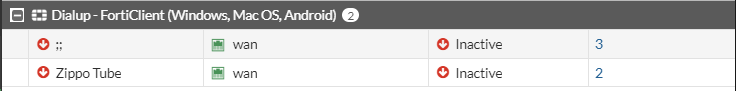 Dialup - FortiClient (Windows, Mac OS, Android) 2
;; wan Inactive 3
Zippo Tube wan Inactive 2